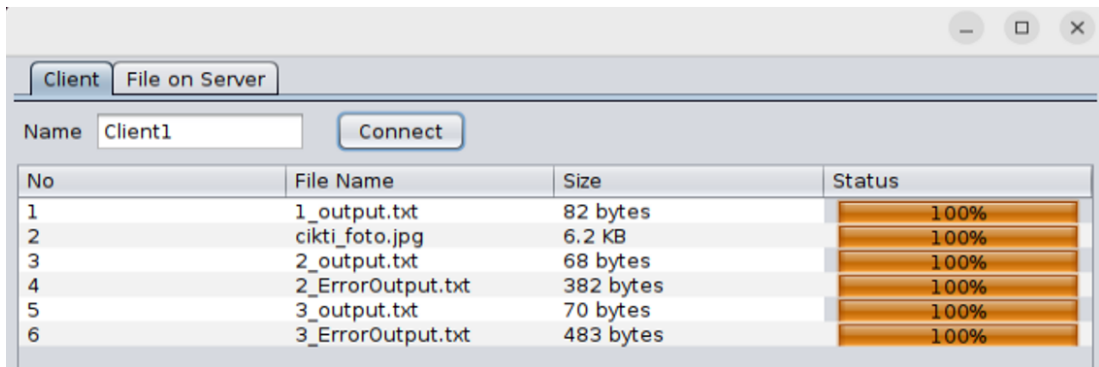 Client File on Server
Name Client1 Connect
No File Name Size Status
1 1_output.txt 82 bytes 100%
2 cikti_foto.jpg 6.2 KB 100%
3 2_output.txt 68 bytes 100%
4 2_ErrorOutput.txt 382 bytes 100%
5 3_output.txt 70 bytes 100%
6 3_ErrorOutput.txt 483 bytes 100%